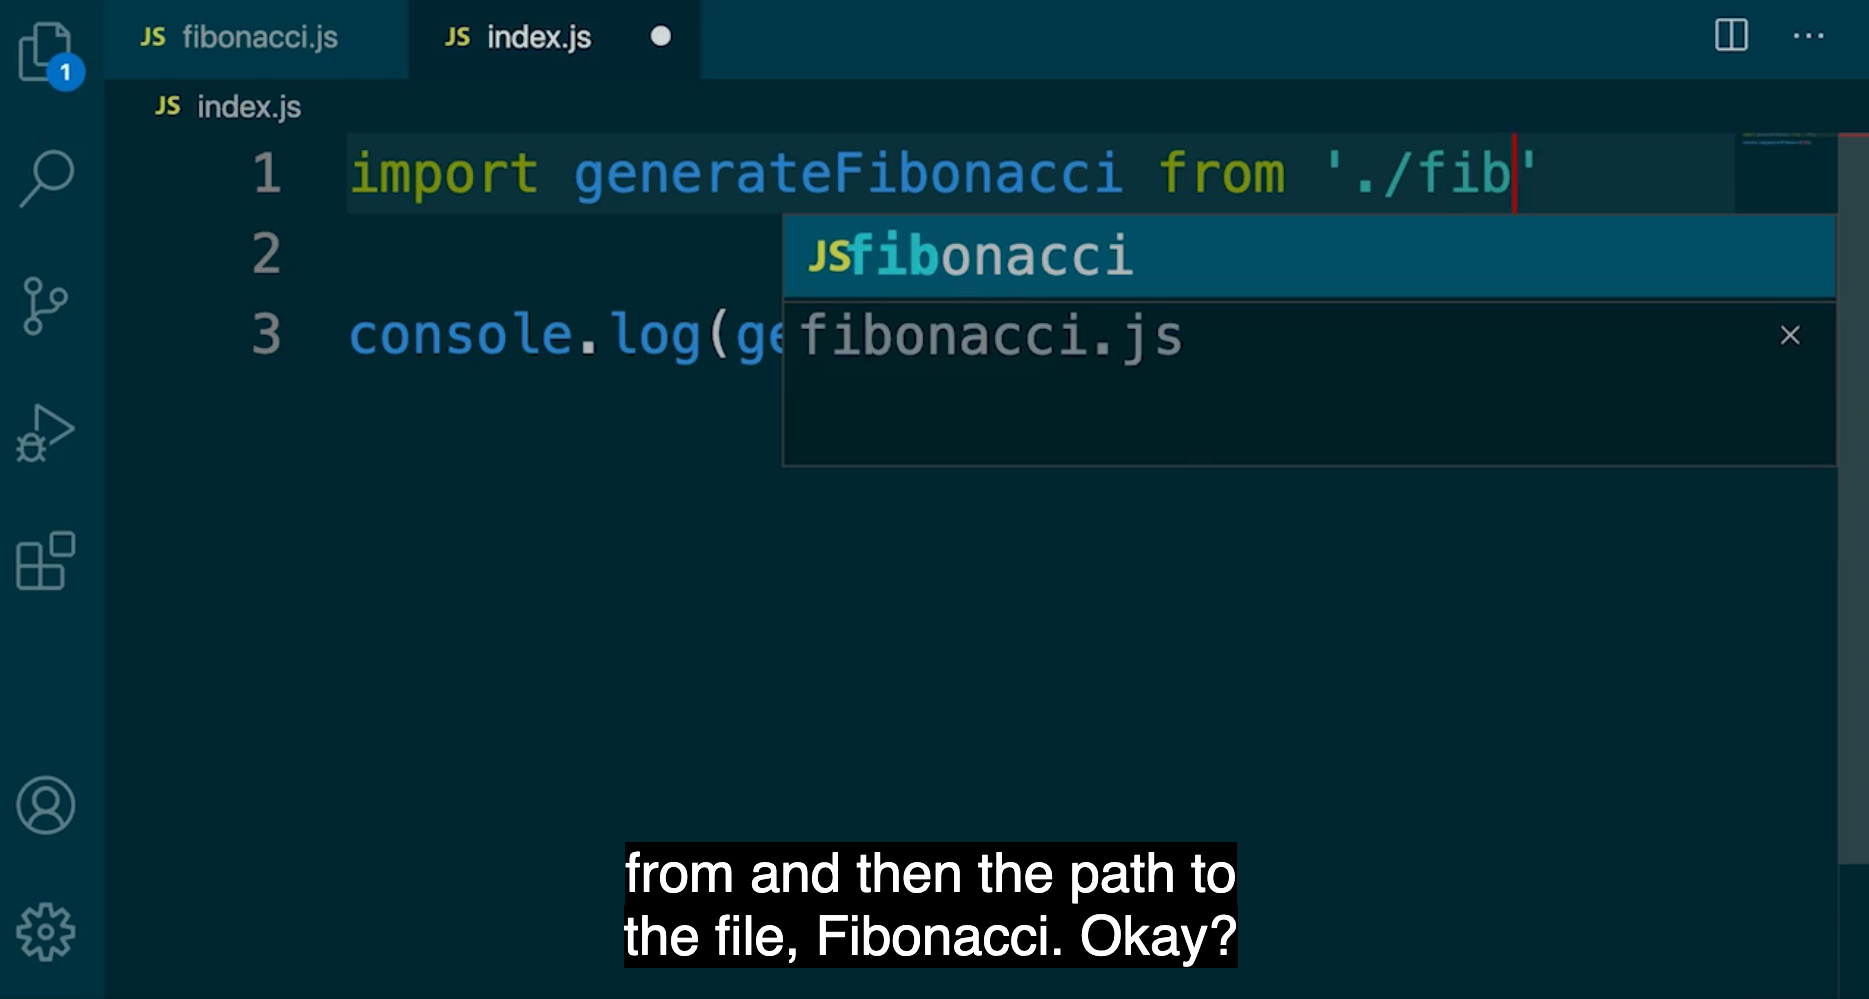 1
JS fibonacci.js
JS index.js
JS index.js
1 import generateFibonacci from './fib'
JS fibonacci
2
3 console.log(ge
fibonacci.js
from and then the path to
the file, Fibonacci. Okay?